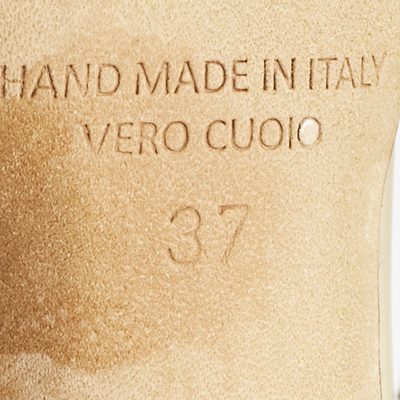 HAND MADE IN ITALY
VERO CUOIO
37